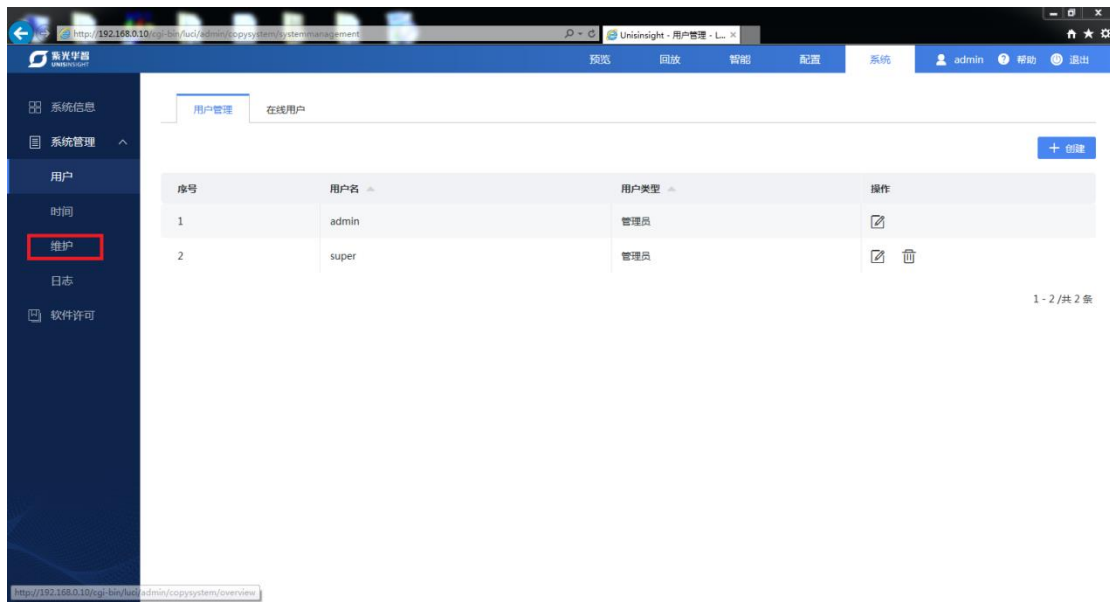 http://192.168.0.10/cgi-bin/luci/admin/copysystem/systemmanagement
Unisinsight - 用户管理 - L...
紫光华智
UNISINSIGHT
预览 回放 智能 配置 系统 admin 帮助 退出
系统信息
用户管理 在线用户
系统管理
创建
用户
序号 用户名 用户类型 操作
时间
1 admin 管理员
维护
2 super 管理员
日志
1 - 2 /共 2 条
软件许可
http://192.168.0.10/cgi-bin/luci/admin/copysystem/overview